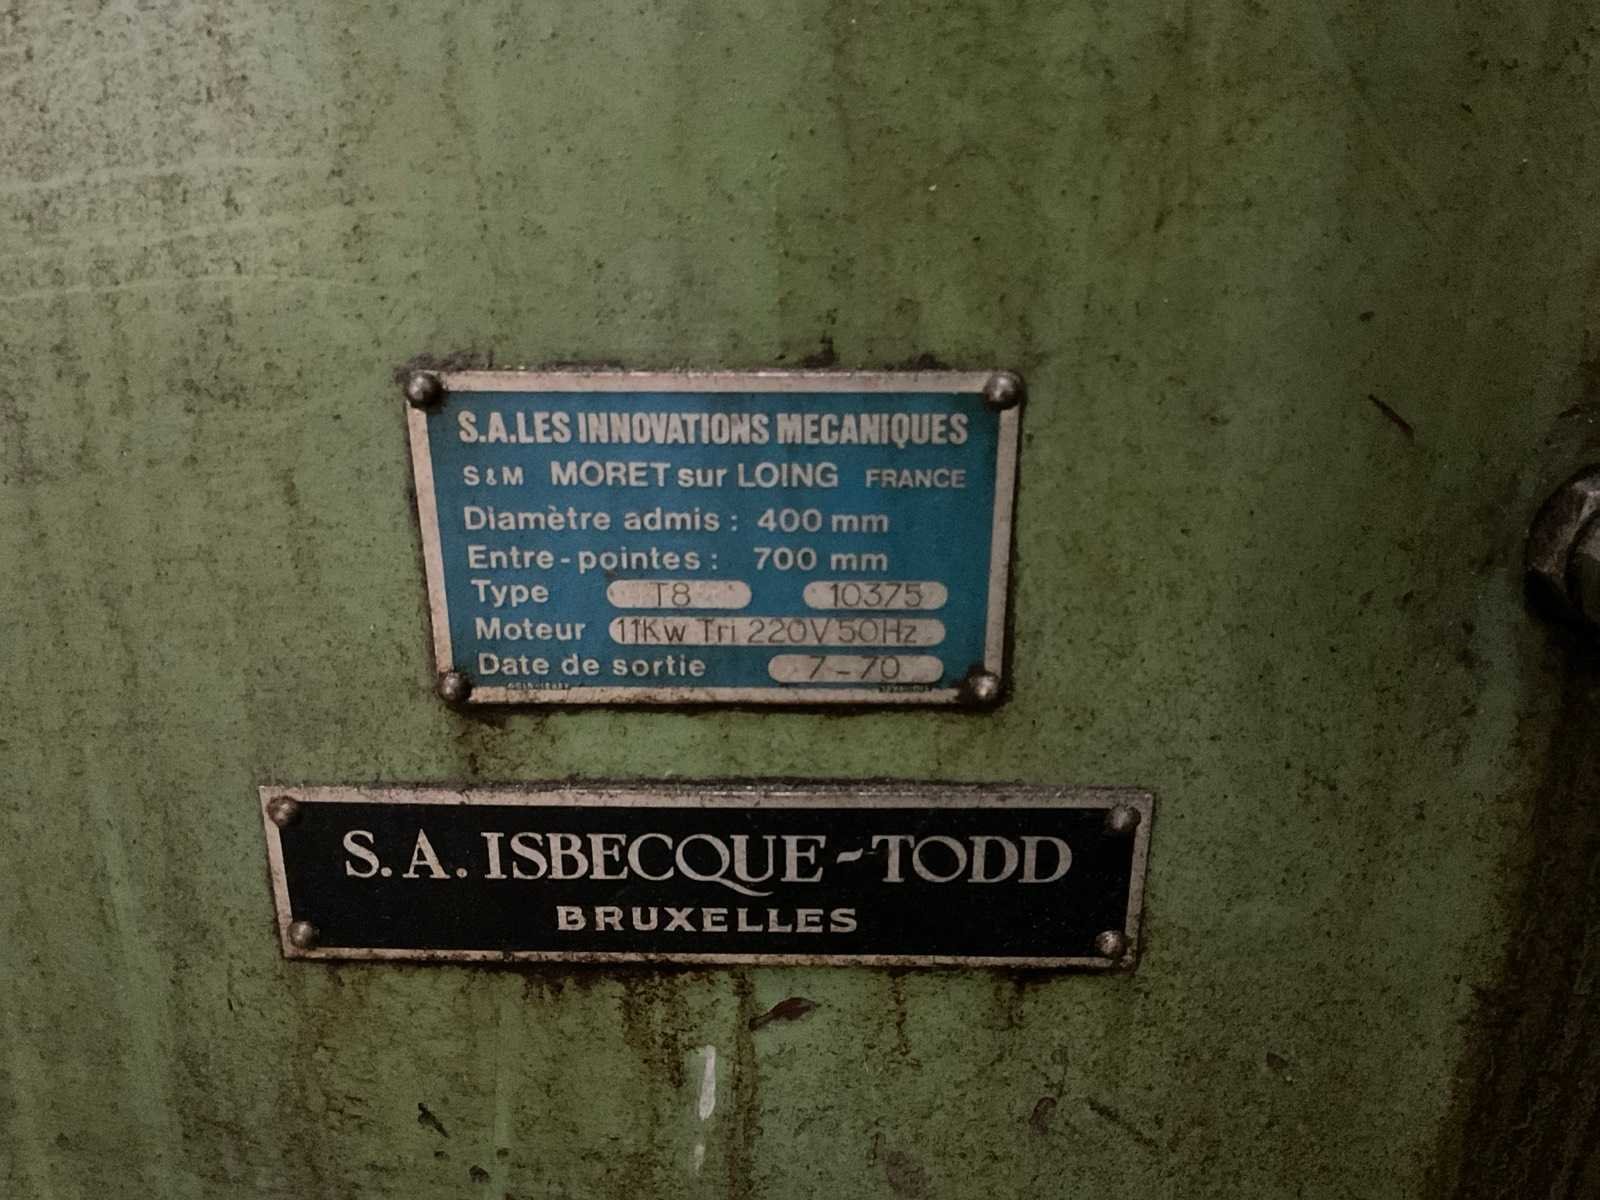 S.A.LES INNOVATIONS MECANIQUES
S&M MORET sur LOING FRANCE
Diamètre admis : 400 mm
Entre-pointes : 700 mm
Type T8 10375
Moteur 11Kw Tri 220V 50Hz
Date de sortie 7-70
S.A. ISBECQUE-TODD
BRUXELLES